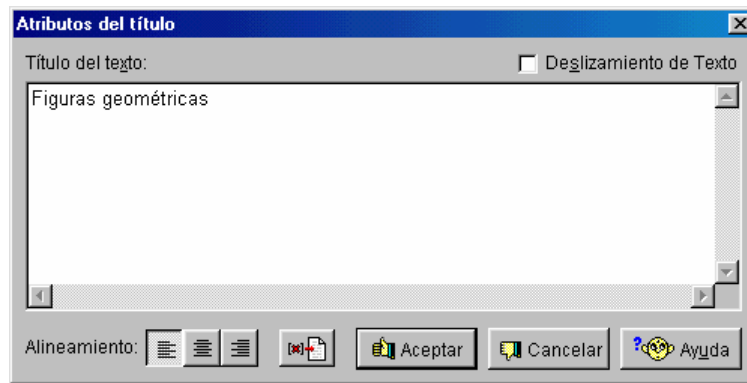 Atributos del título
Título del texto: Deslizamiento de Texto
Figuras geométricas
Alineamiento: Aceptar Cancelar Ayuda